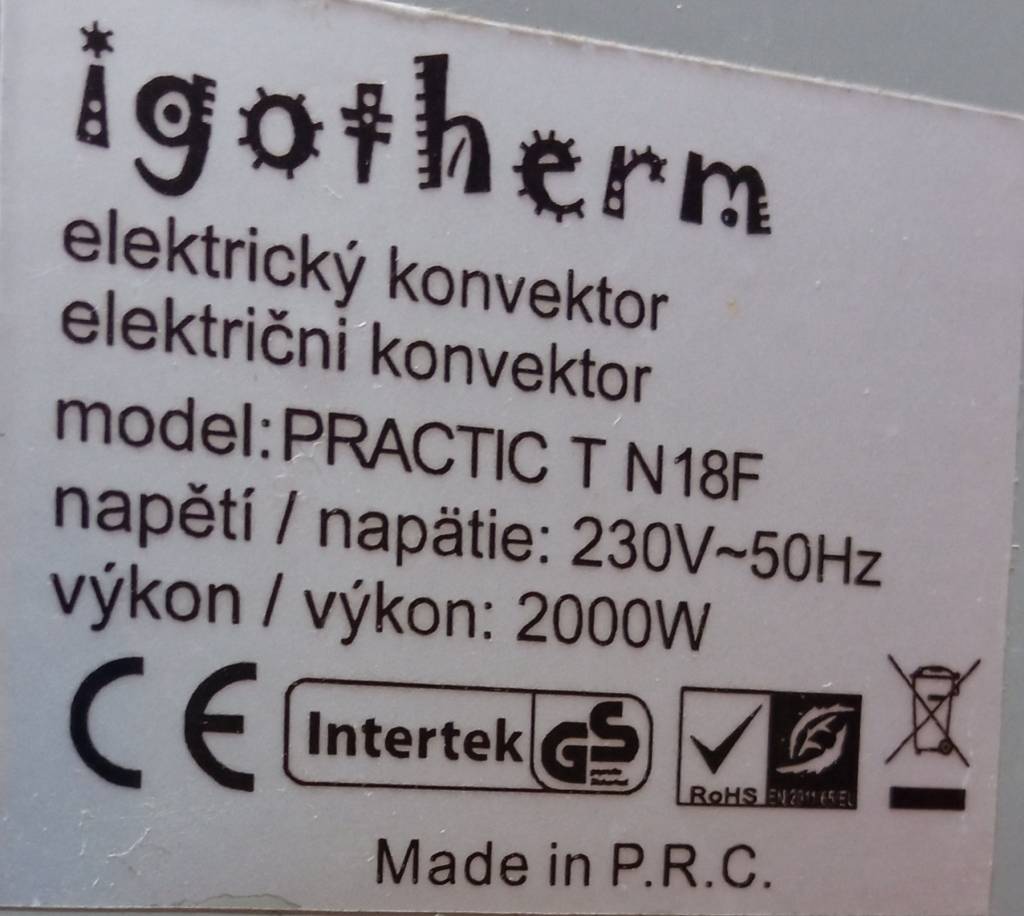 igotherm
elektrický konvektor
električni konvektor
model: PRACTIC T N18F
napětí / napätie: 230V~50Hz
výkon / výkon: 2000W
CE Intertek GS
RoHS
Made in P.R.C.